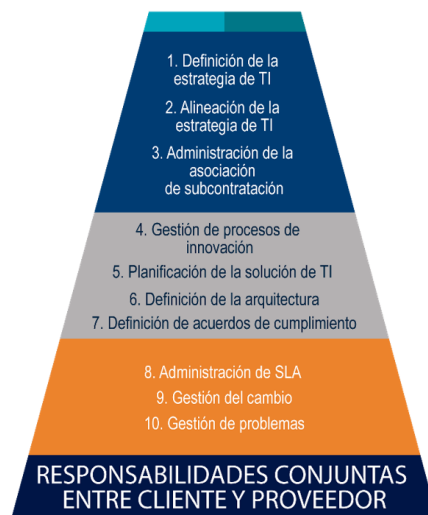 1. Definición de la
estrategia de TI
2. Alineación de la
estrategia de TI
3. Administración de la
asociación
de subcontratación
4. Gestión de procesos de
innovación
5. Planificación de la solución de TI
6. Definición de la arquitectura
7. Definición de acuerdos de cumplimiento
8. Administración de SLA
9. Gestión del cambio
10. Gestión de problemas
RESPONSABILIDADES CONJUNTAS
ENTRE CLIENTE Y PROVEEDOR